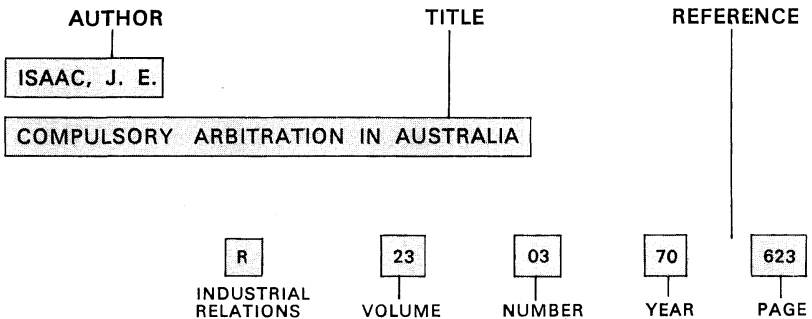 AUTHOR TITLE REFERENCE
ISAAC, J. E.
COMPULSORY ARBITRATION IN AUSTRALIA
R 23 03 70 623
INDUSTRIAL
RELATIONS VOLUME NUMBER YEAR PAGE